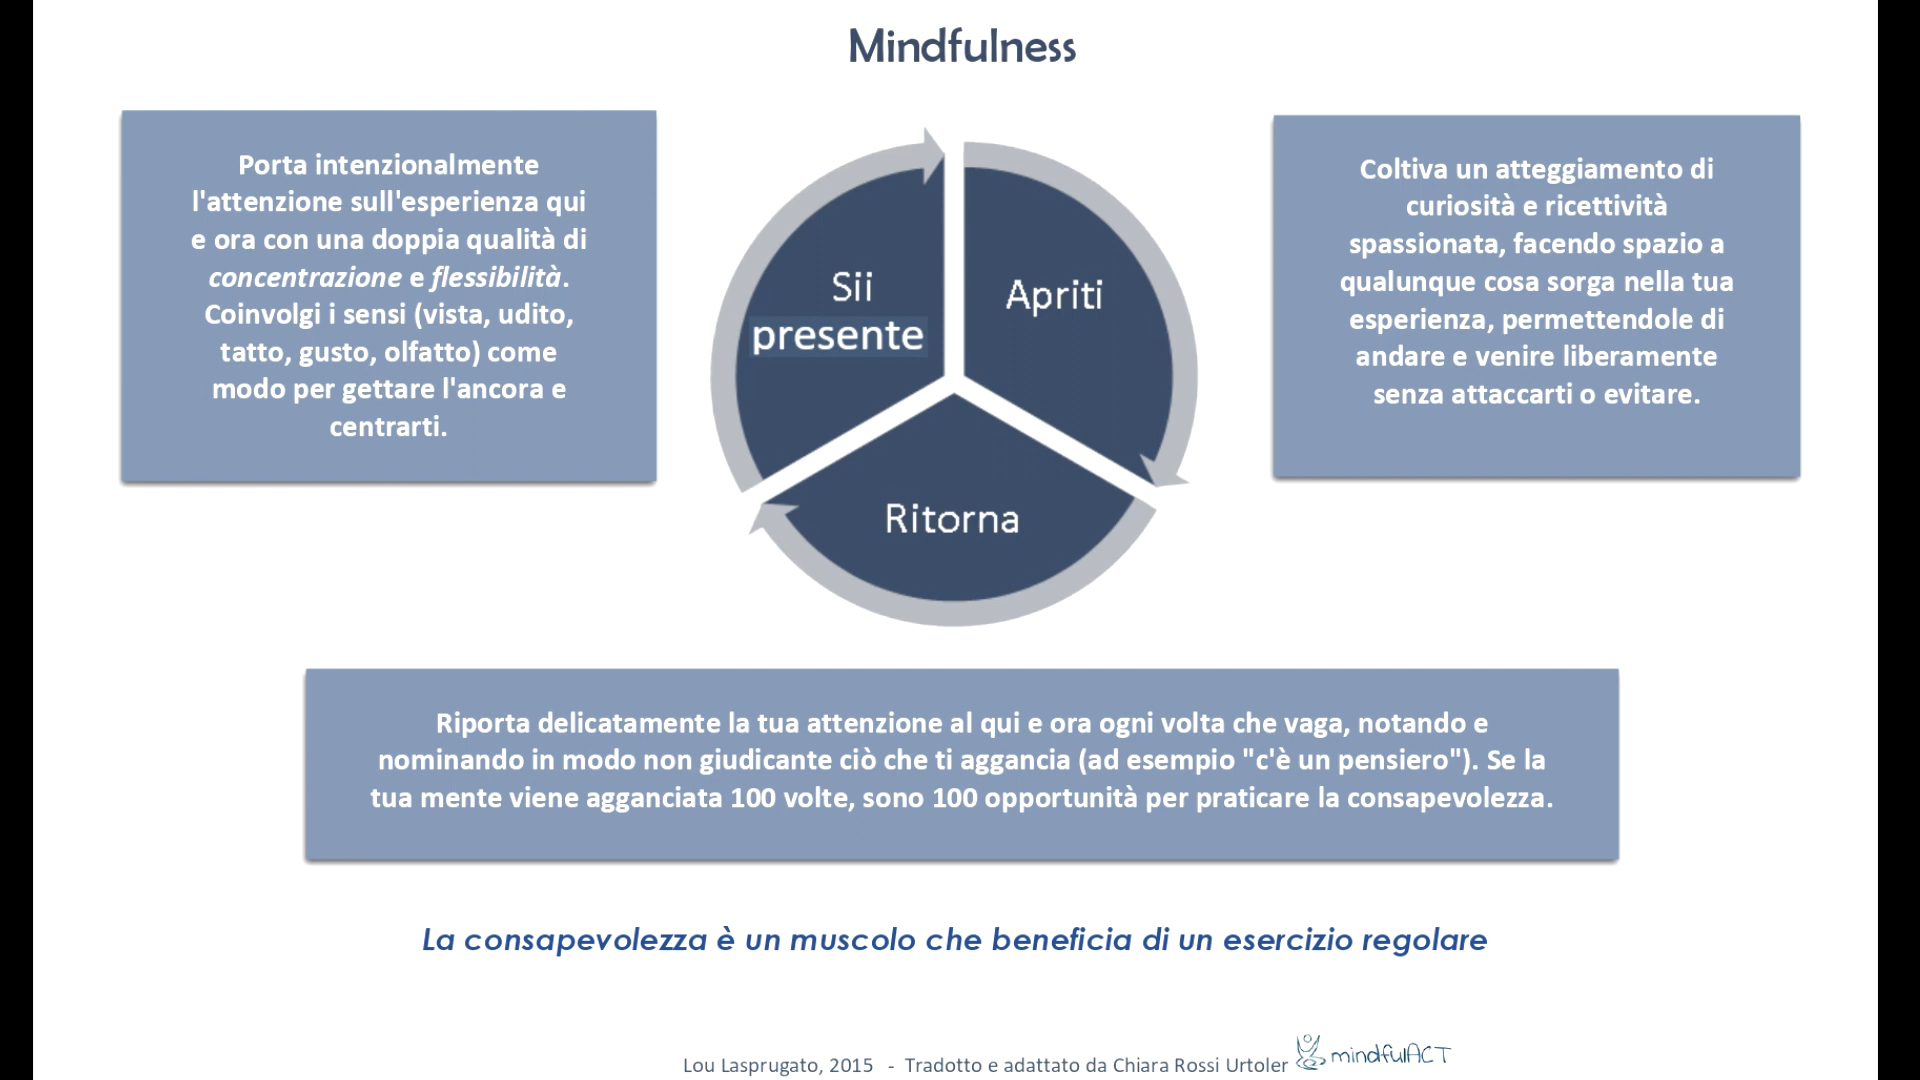 Mindfulness
Porta intenzionalmente
l'attenzione sull'esperienza qui
e ora con una doppia qualità di
concentrazione e flessibilità.
Coinvolgi i sensi (vista, udito,
tatto, gusto, olfatto) come
modo per gettare l'ancora e
centrarti.
Sii
presente
Apriti
Ritorna
Coltiva un atteggiamento di
curiosità e ricettività
spassionata, facendo spazio a
qualunque cosa sorga nella tua
esperienza, permettendole di
andare e venire liberamente
senza attaccarti o evitare.
Riporta delicatamente la tua attenzione al qui e ora ogni volta che vaga, notando e
nominando in modo non giudicante ciò che ti aggancia (ad esempio "c'è un pensiero"). Se la
tua mente viene agganciata 100 volte, sono 100 opportunità per praticare la consapevolezza.
La consapevolezza è un muscolo che beneficia di un esercizio regolare
Lou Lasprugato, 2015 - Tradotto e adattato da Chiara Rossi Urtoler
mindfulACT